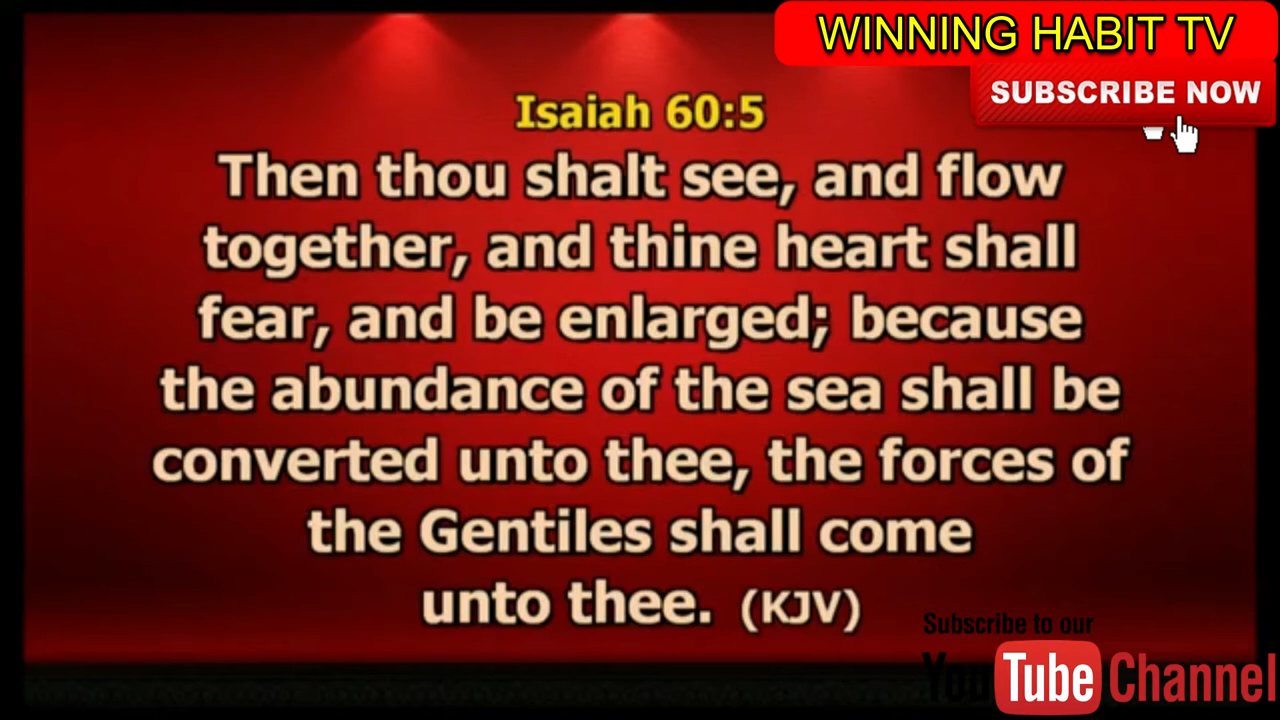 WINNING HABIT TV
SUBSCRIBE NOW
Isaiah 60:5
Then thou shalt see, and flow
together, and thine heart shall
fear, and be enlarged; because
the abundance of the sea shall be
converted unto thee, the forces of
the Gentiles shall come
unto thee. (KJV)
Subscribe to our
YouTube Channel